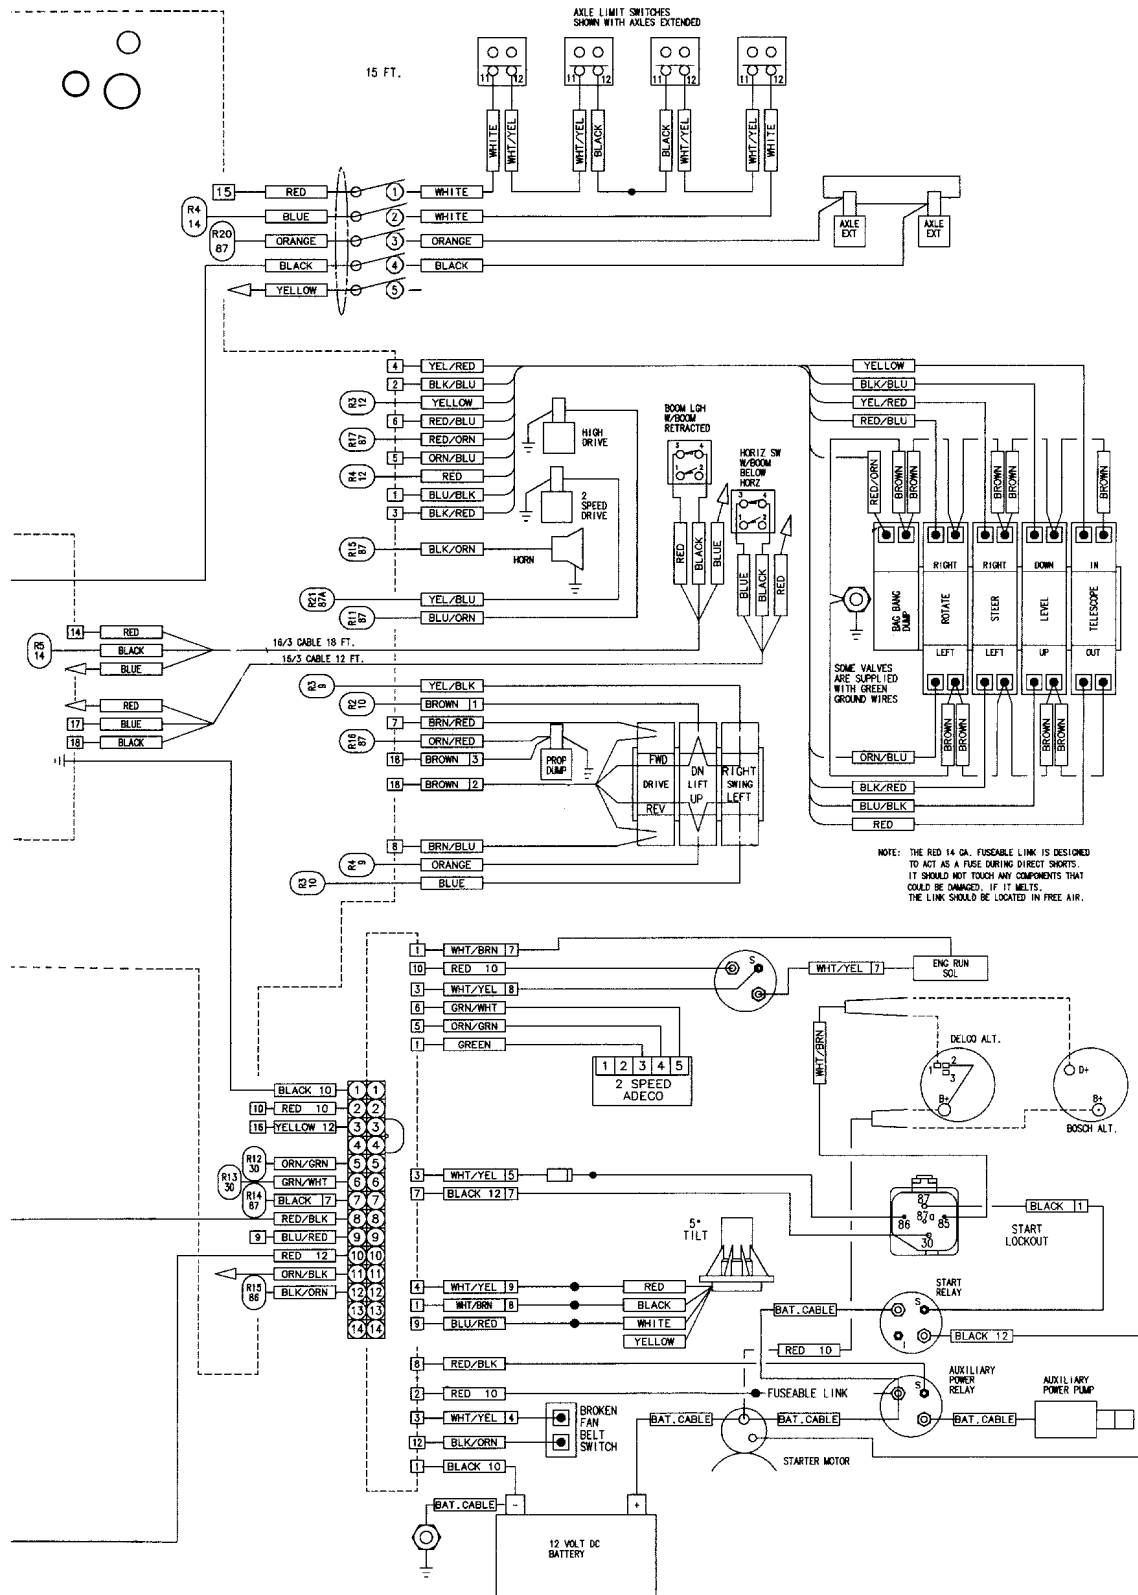 AXLE LIMIT SWITCHES
SHOWN WITH AXLES EXTENDED
15 FT.
11 12 11 12 11 12 11 12
WHITE WHT/YEL WHT/YEL BLACK BLACK WHT/YEL WHT/YEL WHITE
15 RED 1 WHITE
R4 14 BLUE 2 WHITE
R20 87 ORANGE 3 ORANGE
BLACK 4 BLACK
YELLOW 5
AXLE EXT
AXLE EXT
4 YEL/RED
2 BLK/BLU
R3 12 YELLOW
6 RED/BLU
R17 87 RED/ORN
5 ORN/BLU
R4 12 RED
1 BLU/BLK
3 BLK/RED
R15 87 BLK/ORN
HORN
R21 87A YEL/BLU
R11 87 BLU/ORN
HIGH
DRIVE
2
SPEED
DRIVE
BOOM LGH
W/BOOM
RETRACTED
3 4
1 2
HORIZ SW
W/BOOM
BELOW
HORZ
3 4
1 2
RED BLACK BLUE
BLUE BLACK RED
YELLOW
BLK/BLU
YEL/RED
RED/BLU
RED/ORN BROWN BROWN BROWN BROWN BROWN
RIGHT RIGHT DOWN IN
BAG BANG
DUMP
ROTATE STEER LEVEL TELESCOPE
LEFT LEFT UP OUT
SOME VALVES
ARE SUPPLIED
WITH GREEN
GROUND WIRES
BROWN BROWN BROWN BROWN BROWN
ORN/BLU
BLK/RED
BLU/BLK
RED
14 RED
R5 14 BLACK
BLUE
RED
17 BLUE
18 BLACK
16/3 CABLE 18 FT.
16/3 CABLE 12 FT.
R3 9 YEL/BLK
R2 10 BROWN 1
7 BRN/RED
R16 87 ORN/RED
18 BROWN 3
18 BROWN 2
PROP
DUMP
FWD
DRIVE
REV
DN
LIFT
UP
RIGHT
SWING
LEFT
8 BRN/BLU
R4 9 ORANGE
R3 10 BLUE
NOTE: THE RED 14 GA. FUSEABLE LINK IS DESIGNED
TO ACT AS A FUSE DURING DIRECT SHORTS.
IT SHOULD NOT TOUCH ANY COMPONENTS THAT
COULD BE DAMAGED, IF IT MELTS.
THE LINK SHOULD BE LOCATED IN FREE AIR.
1 WHT/BRN 7
10 RED 10
3 WHT/YEL 8
6 GRN/WHT
5 ORN/GRN
1 GREEN
S
WHT/YEL 7
ENG RUN
SOL
1 2 3 4 5
2 SPEED
ADECO
WHT/BRN
DELCO ALT.
1 2
3
B+
D+
B+
BOSCH ALT.
BLACK 10 1 1
10 RED 10 2 2
16 YELLOW 12 3 3
4 4
R12 30 ORN/GRN 5 5
R13 30 GRN/WHT 6 6
R14 87 BLACK 7 7 7
RED/BLK 8 8
9 BLU/RED 9 9
RED 12 10 10
ORN/BLK 11 11
R15 86 BLK/ORN 12 12
13 13
14 14
3 WHT/YEL 5
7 BLACK 12 7
87
86 87a 85
30
BLACK 1
START
LOCKOUT
5°
TILT
4 WHT/YEL 9 RED
1 WHT/BRN 8 BLACK
9 BLU/RED WHITE
YELLOW
START
RELAY
BAT.CABLE
S
I
BLACK 12
RED 10
8 RED/BLK
2 RED 10 FUSEABLE LINK
AUXILIARY
POWER
RELAY
S
AUXILIARY
POWER PUMP
3 WHT/YEL 4
12 BLK/ORN
BROKEN
FAN
BELT
SWITCH
BAT.CABLE BAT.CABLE BAT.CABLE
STARTER MOTOR
1 BLACK 10
BAT.CABLE
- +
12 VOLT DC
BATTERY